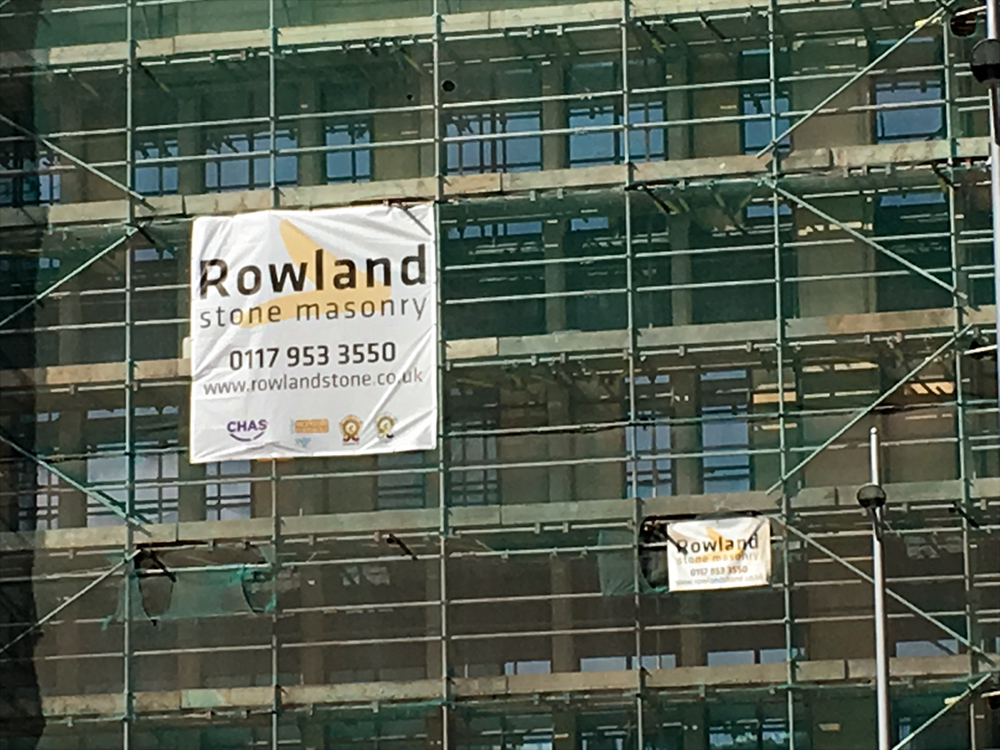 Rowland
stone masonry
0117 953 3550
www.rowlandstone.co.uk
CHAS
Rowland
stone masonry
0117 953 3550
www.rowlandstone.co.uk